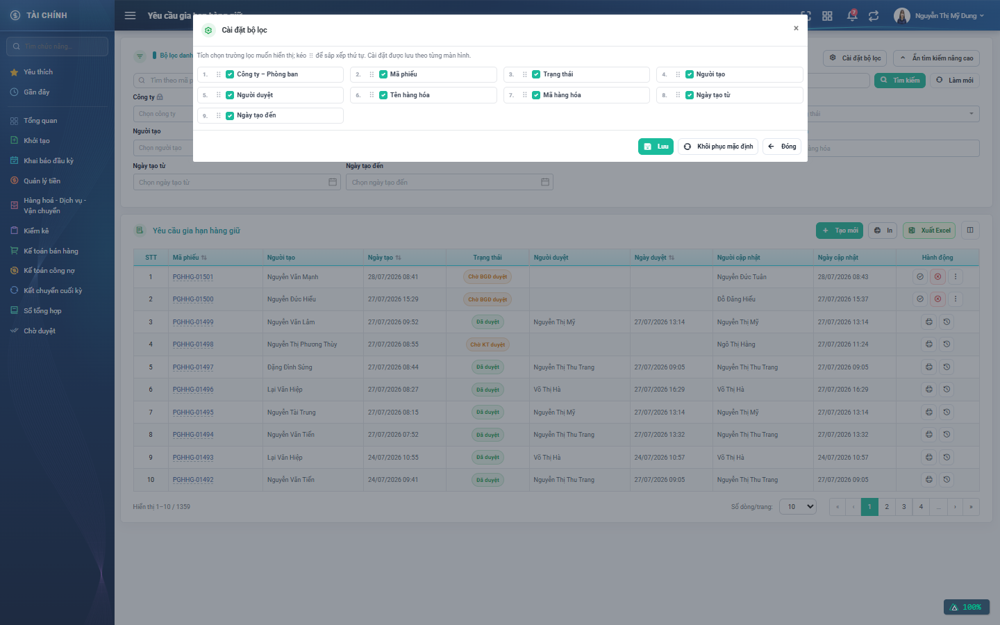 TÀI CHÍNH
Yêu cầu gia hạn hàng giữ
7
Nguyễn Thị Mỹ Dung
Tìm chức năng...
Yêu thích
Gần đây
Tổng quan
Khởi tạo
Khai báo đầu kỳ
Quản lý tiền
Hàng hoá - Dịch vụ -
Vận chuyển
Kiểm kê
Kế toán bán hàng
Kế toán công nợ
Kết chuyển cuối kỳ
Sổ tổng hợp
Chờ duyệt
Cài đặt bộ lọc
×
Tích chọn trường lọc muốn hiển thị; kéo ⠿ để sắp xếp thứ tự. Cài đặt được lưu theo từng màn hình.
1. Công ty – Phòng ban
2. Mã phiếu
3. Trạng thái
4. Người tạo
5. Người duyệt
6. Tên hàng hóa
7. Mã hàng hóa
8. Ngày tạo từ
9. Ngày tạo đến
Lưu
Khôi phục mặc định
Đóng
Bộ lọc danh
Cài đặt bộ lọc
Ẩn tìm kiếm nâng cao
Tìm theo mã p
Tìm kiếm
Làm mới
Công ty
Chọn công ty
thái
Người tạo
Chọn người tạo
hàng hóa
Ngày tạo từ
Ngày tạo đến
Chọn ngày tạo từ
Chọn ngày tạo đến
Yêu cầu gia hạn hàng giữ
Tạo mới
In
Xuất Excel
STT Mã phiếu Người tạo Ngày tạo Trạng thái Người duyệt Ngày duyệt Người cập nhật Ngày cập nhật Hành động
1 PGHHG-01501 Nguyễn Văn Mạnh 28/07/2026 08:41 Chờ BGĐ duyệt Nguyễn Đức Tuân 28/07/2026 08:43
2 PGHHG-01500 Nguyễn Đức Hiếu 27/07/2026 15:29 Chờ BGĐ duyệt Đỗ Đăng Hiếu 27/07/2026 15:37
3 PGHHG-01499 Nguyễn Văn Lâm 27/07/2026 09:52 Đã duyệt Nguyễn Thị Mỹ 27/07/2026 13:14 Nguyễn Thị Mỹ 27/07/2026 13:14
4 PGHHG-01498 Nguyễn Thị Phương Thùy 27/07/2026 08:55 Chờ KT duyệt Ngô Thị Hằng 27/07/2026 11:24
5 PGHHG-01497 Đặng Đình Sửng 27/07/2026 08:44 Đã duyệt Nguyễn Thị Thu Trang 27/07/2026 09:05 Nguyễn Thị Thu Trang 27/07/2026 09:05
6 PGHHG-01496 Lại Văn Hiệp 27/07/2026 08:27 Đã duyệt Võ Thị Hà 27/07/2026 16:29 Võ Thị Hà 27/07/2026 16:29
7 PGHHG-01495 Nguyễn Tài Trung 27/07/2026 08:15 Đã duyệt Nguyễn Thị Mỹ 27/07/2026 13:14 Nguyễn Thị Mỹ 27/07/2026 13:14
8 PGHHG-01494 Nguyễn Văn Tiến 27/07/2026 07:52 Đã duyệt Nguyễn Thị Thu Trang 27/07/2026 13:32 Nguyễn Thị Thu Trang 27/07/2026 13:32
9 PGHHG-01493 Lại Văn Hiệp 24/07/2026 10:55 Đã duyệt Võ Thị Hà 24/07/2026 10:57 Võ Thị Hà 24/07/2026 10:57
10 PGHHG-01492 Nguyễn Văn Tiến 24/07/2026 09:41 Đã duyệt Nguyễn Thị Thu Trang 27/07/2026 09:05 Nguyễn Thị Thu Trang 27/07/2026 09:05
Hiển thị 1–10 / 1359
Số dòng/trang: 10
« ‹ 1 2 3 4 ... › »
100%